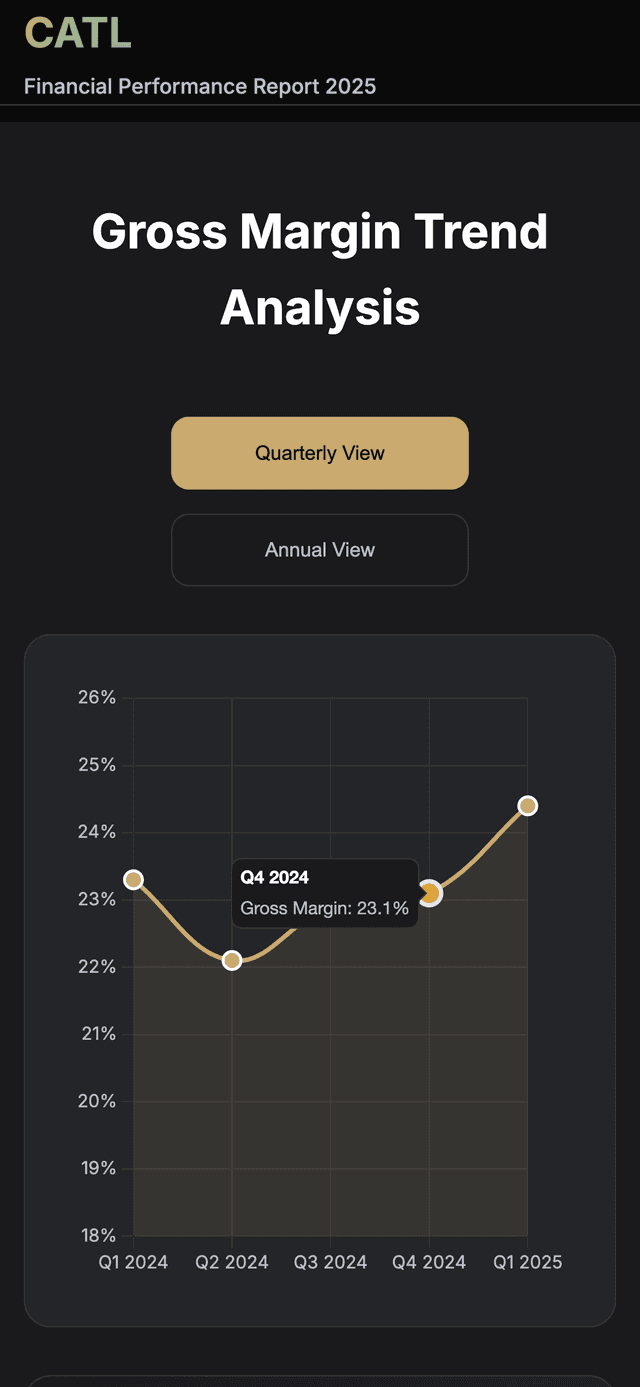 CATL
Financial Performance Report 2025
Gross Margin Trend
Analysis
Quarterly View
Annual View
26%
25%
24%
23%
22%
21%
20%
19%
18%
Q4 2024
Gross Margin: 23.1%
Q1 2024 Q2 2024 Q3 2024 Q4 2024 Q1 2025